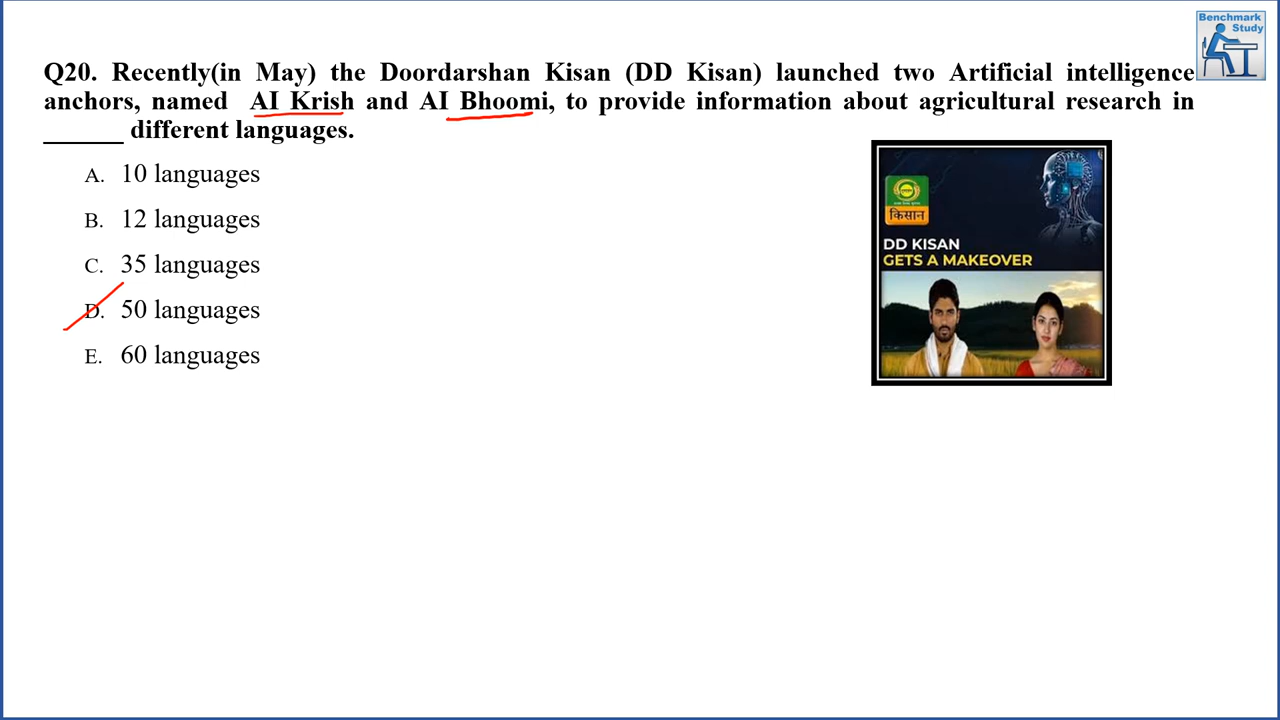 Benchmark
Study
Q20. Recently(in May) the Doordarshan Kisan (DD Kisan) launched two Artificial intelligence
anchors, named AI Krish and AI Bhoomi, to provide information about agricultural research in
______ different languages.
A. 10 languages
B. 12 languages
C. 35 languages
D. 50 languages
E. 60 languages
किसान
DD KISAN
GETS A MAKEOVER